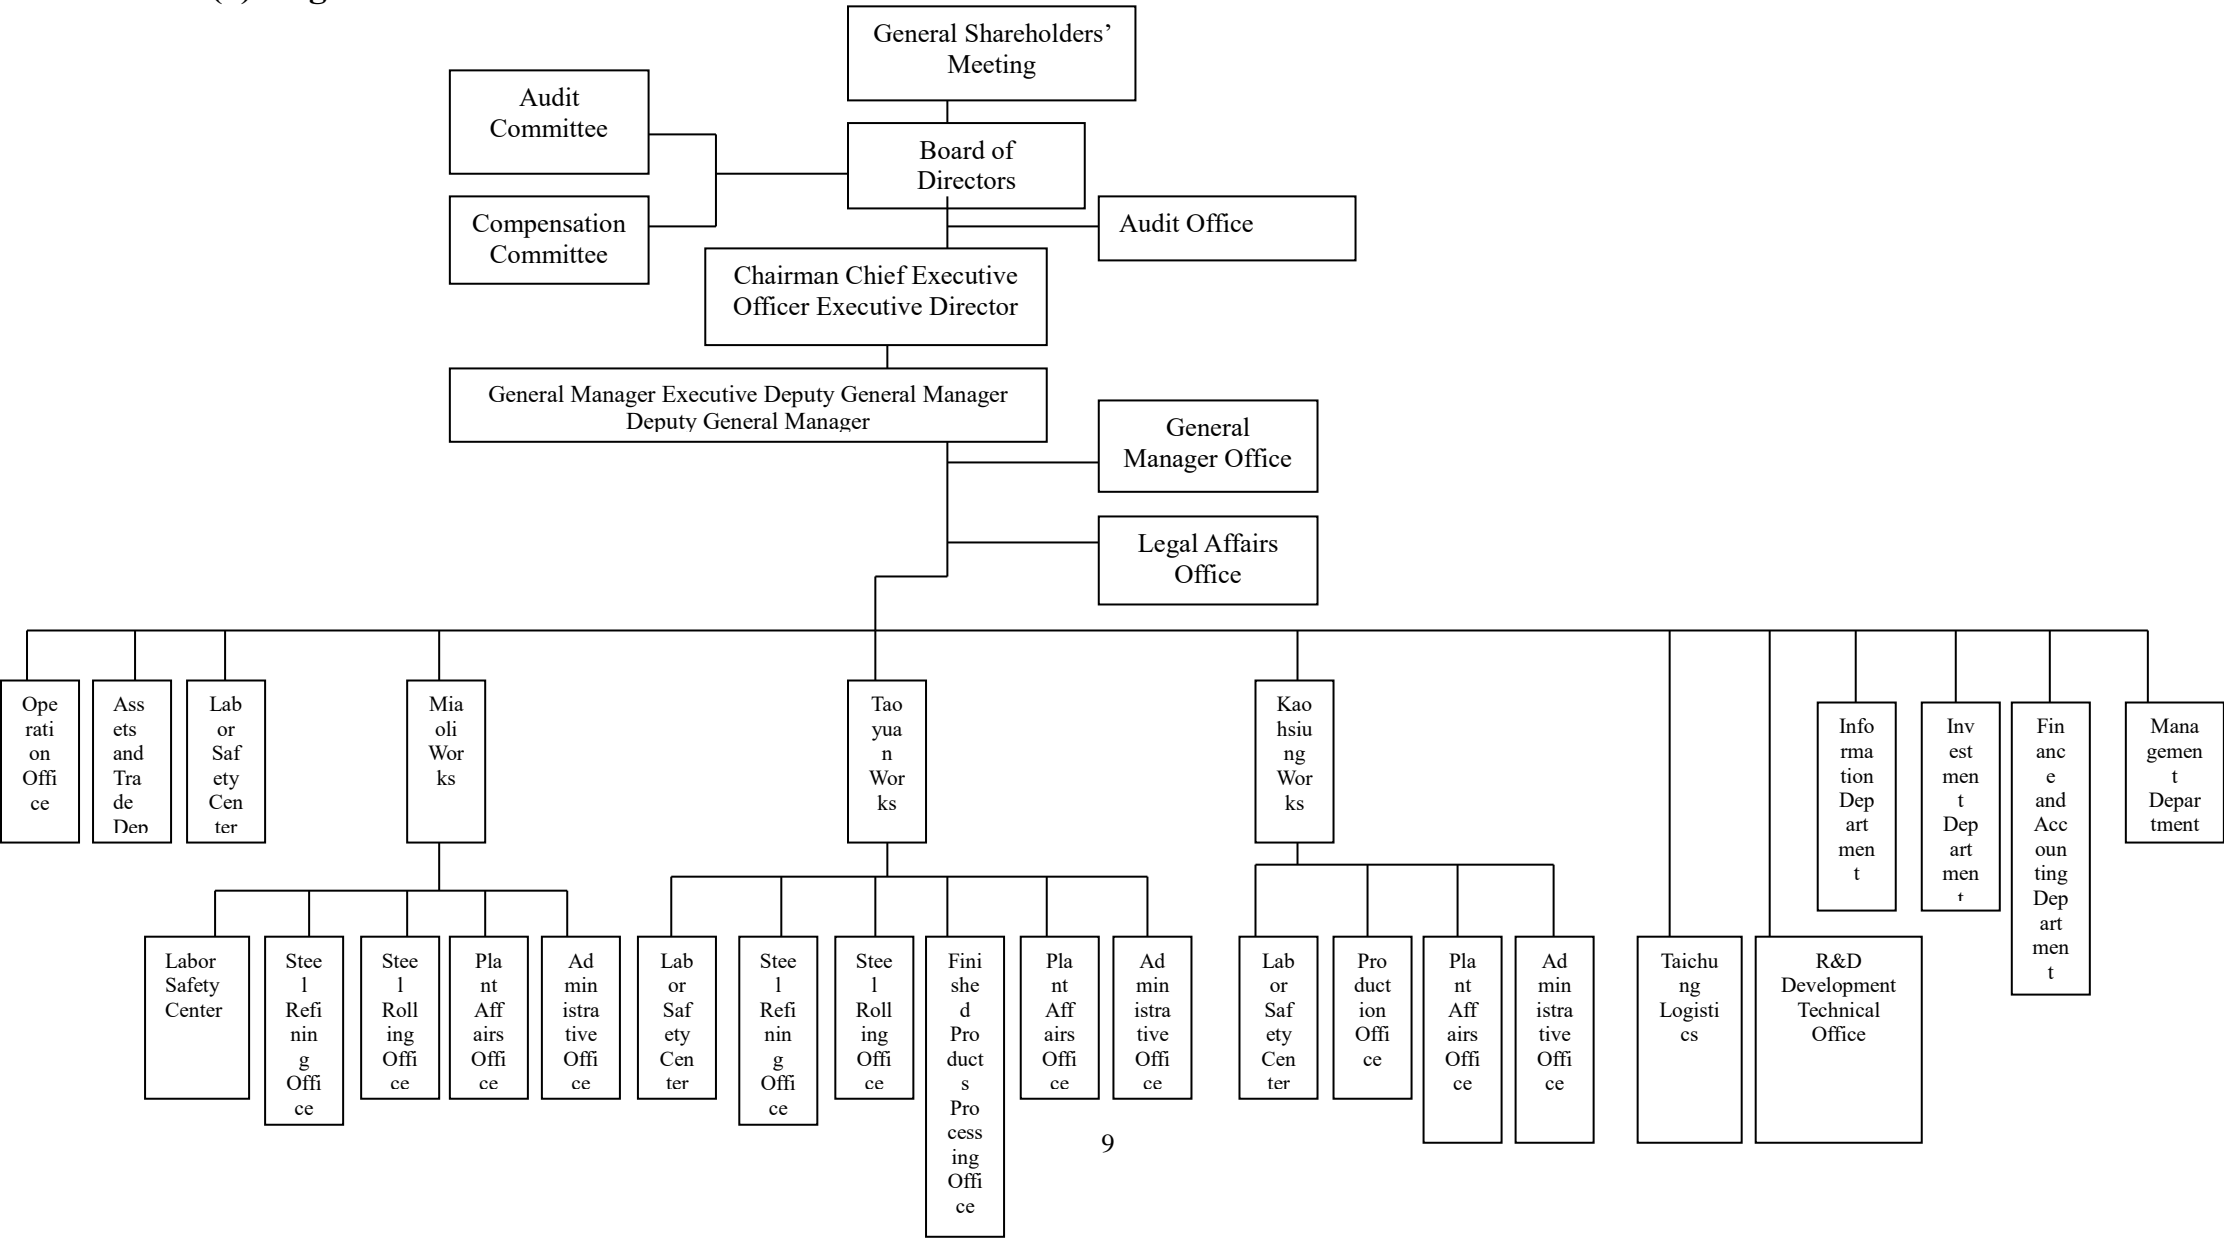 General Shareholders’
Meeting
Audit
Committee
Board of
Directors
Compensation
Committee
Audit Office
Chairman Chief Executive
Officer Executive Director
General Manager Executive Deputy General Manager
Deputy General Manager
General
Manager Office
Legal Affairs
Office
Ope
rati
on
Offi
ce
Ass
ets
and
Tra
de
Dep
Lab
or
Saf
ety
Cen
ter
Mia
oli
Wor
ks
Tao
yua
n
Wor
ks
Kao
hsiu
ng
Wor
ks
Info
rma
tion
Dep
art
men
t
Inv
est
men
t
Dep
art
men
t
Fin
anc
e
and
Acc
oun
ting
Dep
art
men
t
Mana
gemen
t
Depar
tment
Labor
Safety
Center
Stee
l
Refi
nin
g
Offi
ce
Stee
l
Roll
ing
Offi
ce
Pla
nt
Aff
airs
Offi
ce
Ad
min
istra
tive
Offi
ce
Lab
or
Saf
ety
Cen
ter
Stee
l
Refi
nin
g
Offi
ce
Stee
l
Roll
ing
Offi
ce
Fini
she
d
Pro
duct
s
Pro
cess
ing
Offi
ce
Pla
nt
Aff
airs
Offi
ce
Ad
min
istra
tive
Offi
ce
Lab
or
Saf
ety
Cen
ter
Pro
duct
ion
Offi
ce
Pla
nt
Aff
airs
Offi
ce
Ad
min
istra
tive
Offi
ce
Taichu
ng
Logisti
cs
R&D
Development
Technical
Office
9